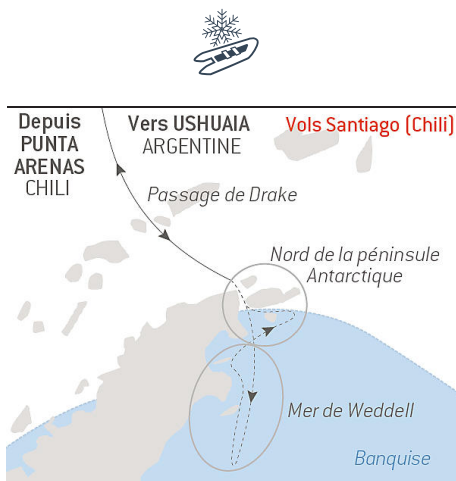 Depuis
PUNTA
ARENAS
CHILI
Vers USHUAIA
ARGENTINE
Vols Santiago (Chili)
Passage de Drake
Nord de la péninsule
Antarctique
Mer de Weddell
Banquise